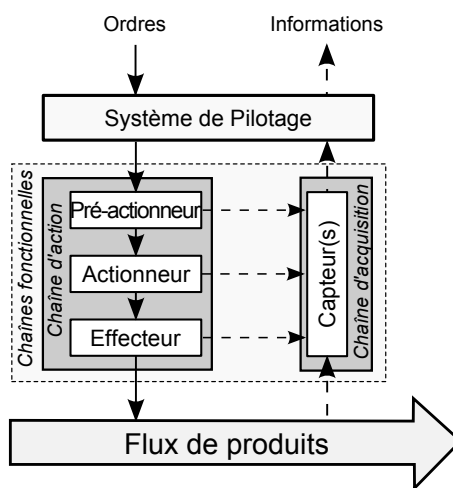 Ordres
Informations
Système de Pilotage
Chaînes fonctionnelles
Chaîne d'action
Pré-actionneur
Actionneur
Effecteur
Capteur(s)
Chaîne d'acquisition
Flux de produits